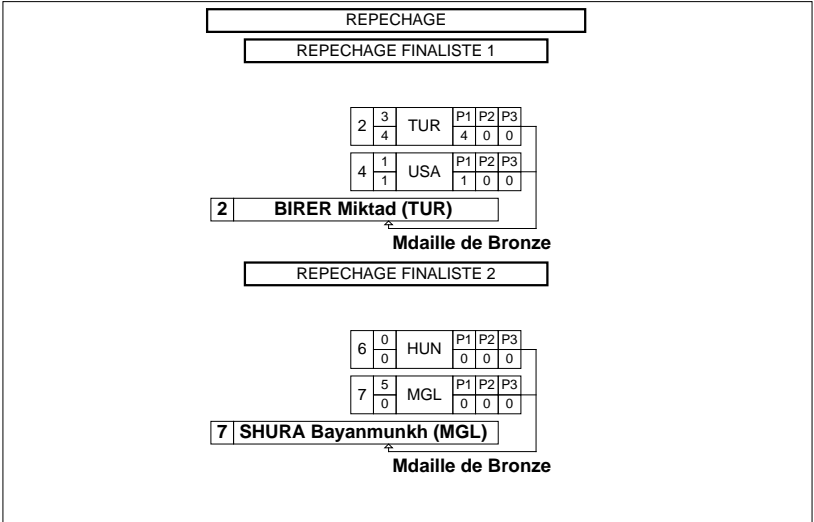 REPECHAGE
REPECHAGE FINALISTE 1
2 3 TUR P1 P2 P3
4 4 0 0
4 1 USA P1 P2 P3
1 1 0 0
2 BIRER Miktad (TUR)
Mdaille de Bronze
REPECHAGE FINALISTE 2
6 0 HUN P1 P2 P3
0 0 0 0
7 5 MGL P1 P2 P3
0 0 0 0
7 SHURA Bayanmunkh (MGL)
Mdaille de Bronze